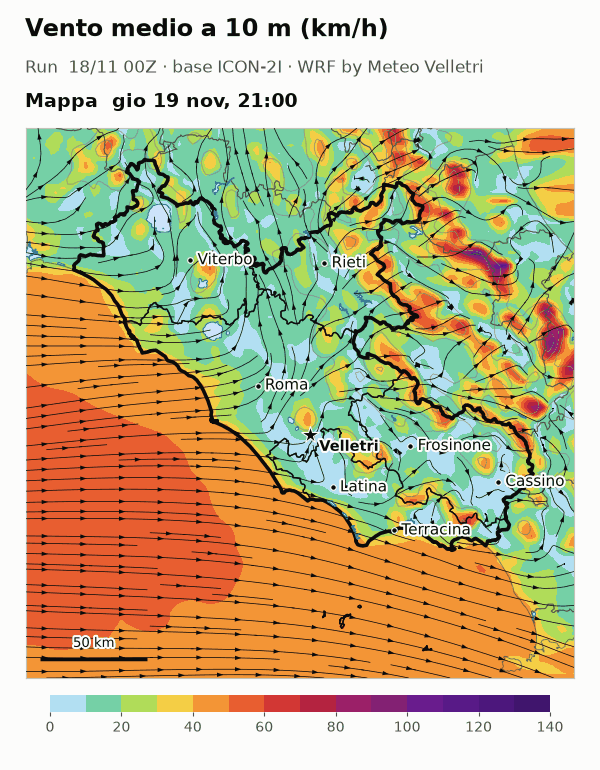 Vento medio a 10 m (km/h)
Run  18/11 00Z · base ICON-2I · WRF by Meteo Velletri
Mappa  gio 19 nov, 21:00
Viterbo
Rieti
Roma
Velletri
Frosinone
Cassino
Latina
Terracina
50 km
0 20 40 60 80 100 120 140